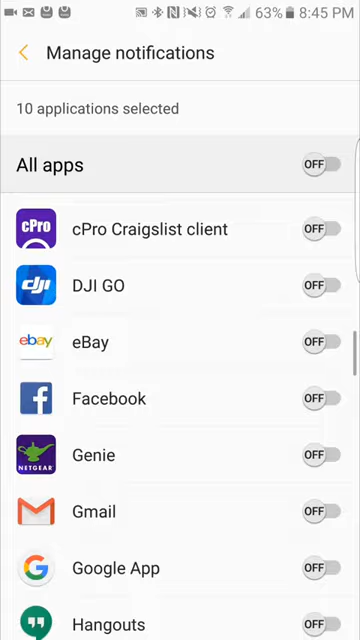 63% 8:45 PM
Manage notifications
10 applications selected
All apps OFF
cPro cPro Craigslist client OFF
dji DJI GO OFF
ebay eBay OFF
f Facebook OFF
NETGEAR Genie OFF
M Gmail OFF
G Google App OFF
Hangouts OFF